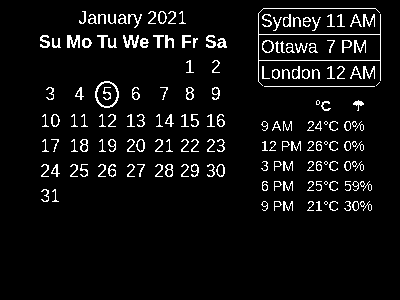 January 2021
Su Mo Tu We Th Fr Sa
1 2
3 4 5 6 7 8 9
10 11 12 13 14 15 16
17 18 19 20 21 22 23
24 25 26 27 28 29 30
31
Sydney 11 AM
Ottawa 7 PM
London 12 AM
°C ☂
9 AM 24°C 0%
12 PM 26°C 0%
3 PM 26°C 0%
6 PM 25°C 59%
9 PM 21°C 30%